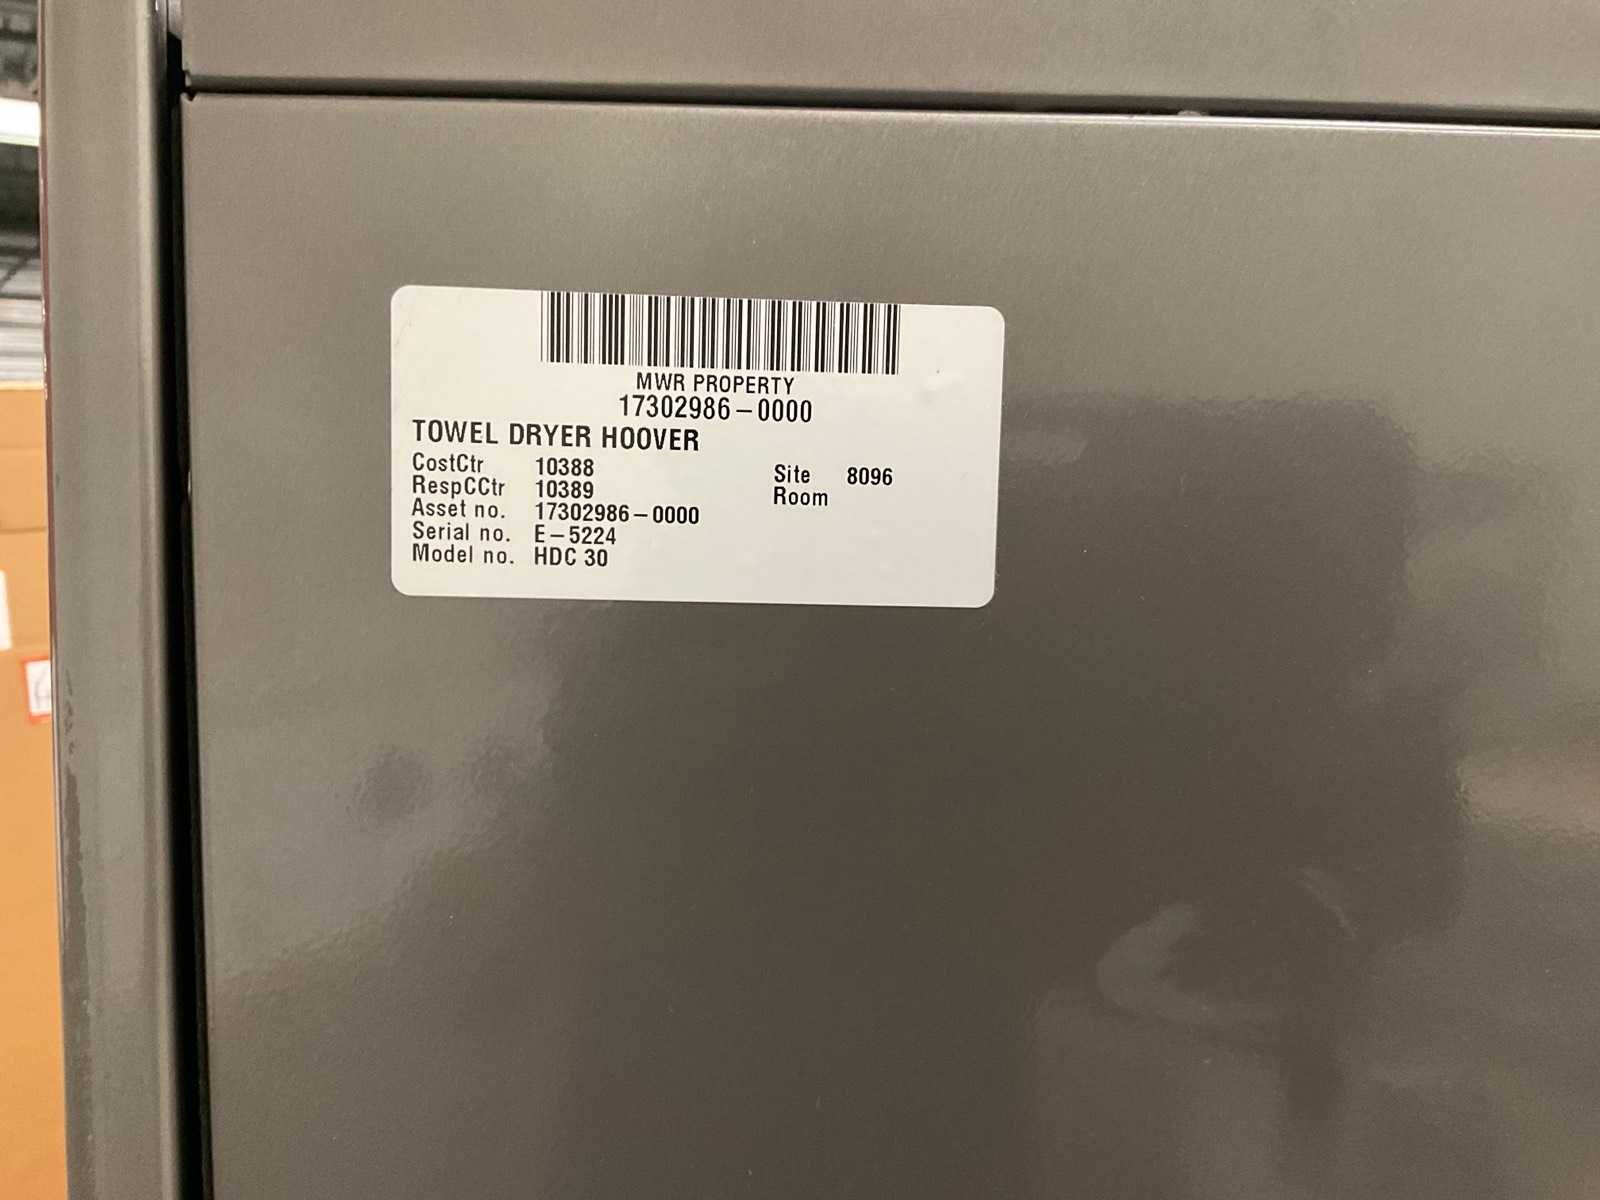 MWR PROPERTY
17302986-0000
TOWEL DRYER HOOVER
CostCtr 10388 Site 8096
RespCCtr 10389 Room
Asset no. 17302986-0000
Serial no. E-5224
Model no. HDC 30